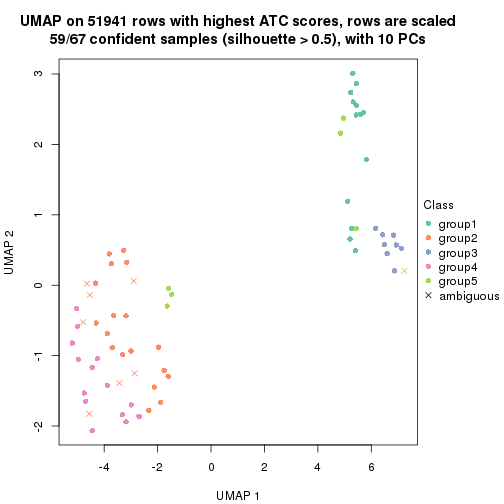 UMAP on 51941 rows with highest ATC scores, rows are scaled
59/67 confident samples (silhouette > 0.5), with 10 PCs
3
2
1
0
-1
-2
UMAP 2
-4
-2
0
2
4
6
UMAP 1
Class
group1
group2
group3
group4
group5
ambiguous